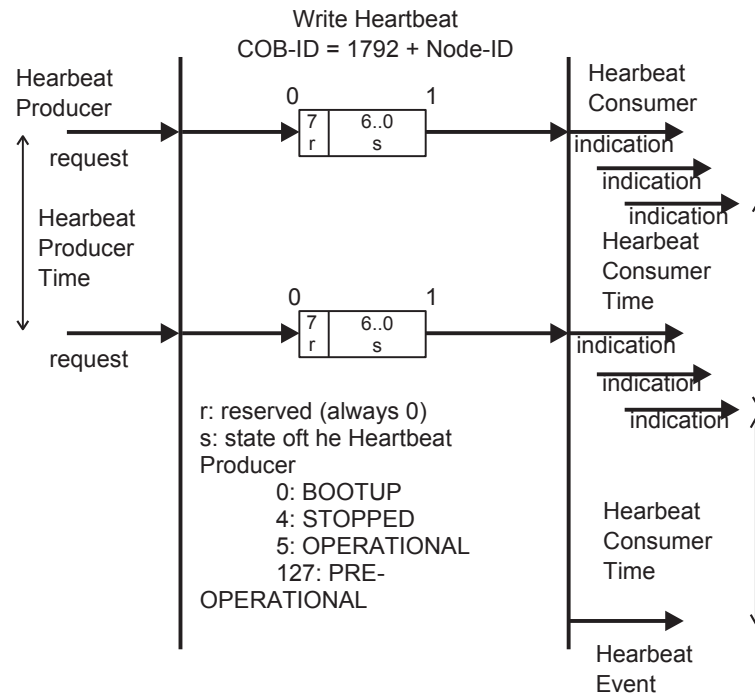 Write Heartbeat
COB-ID = 1792 + Node-ID
Hearbeat
Producer
Hearbeat
Consumer
0
1
7
6..0
r
s
request
indication
indication
indication
Hearbeat
Producer
Time
Hearbeat
Consumer
Time
0
1
7
6..0
r
s
request
indication
indication
indication
r: reserved (always 0)
s: state oft he Heartbeat
Producer
0: BOOTUP
4: STOPPED
5: OPERATIONAL
127: PRE-
OPERATIONAL
Hearbeat
Consumer
Time
Hearbeat
Event